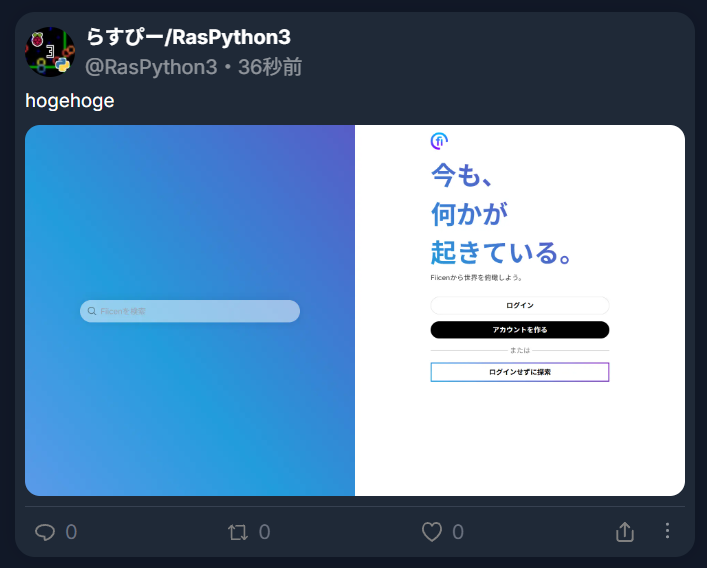 らすぴー/RasPython3
@RasPython3・36秒前
hogehoge
fi
今も、
何かが
起きている。
Fiicenから世界を俯瞰しよう。
Fiicenを検索
ログイン
アカウントを作る
または
ログインせずに探索
0
0
0